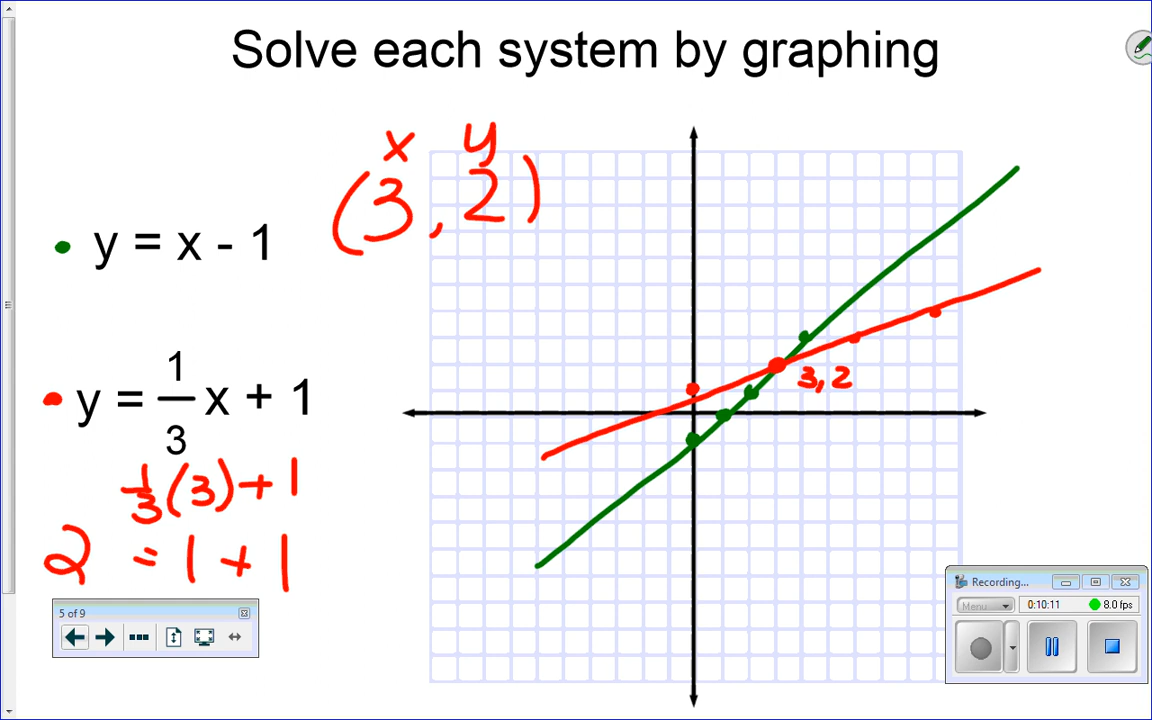 Solve each system by graphing
x y
(3, 2)
y = x - 1
y = 1/3 x + 1
3, 2
1/3 (3) + 1
2 = 1 + 1
5 of 9
Recording...
Menu
0:10:11
8.0 fps